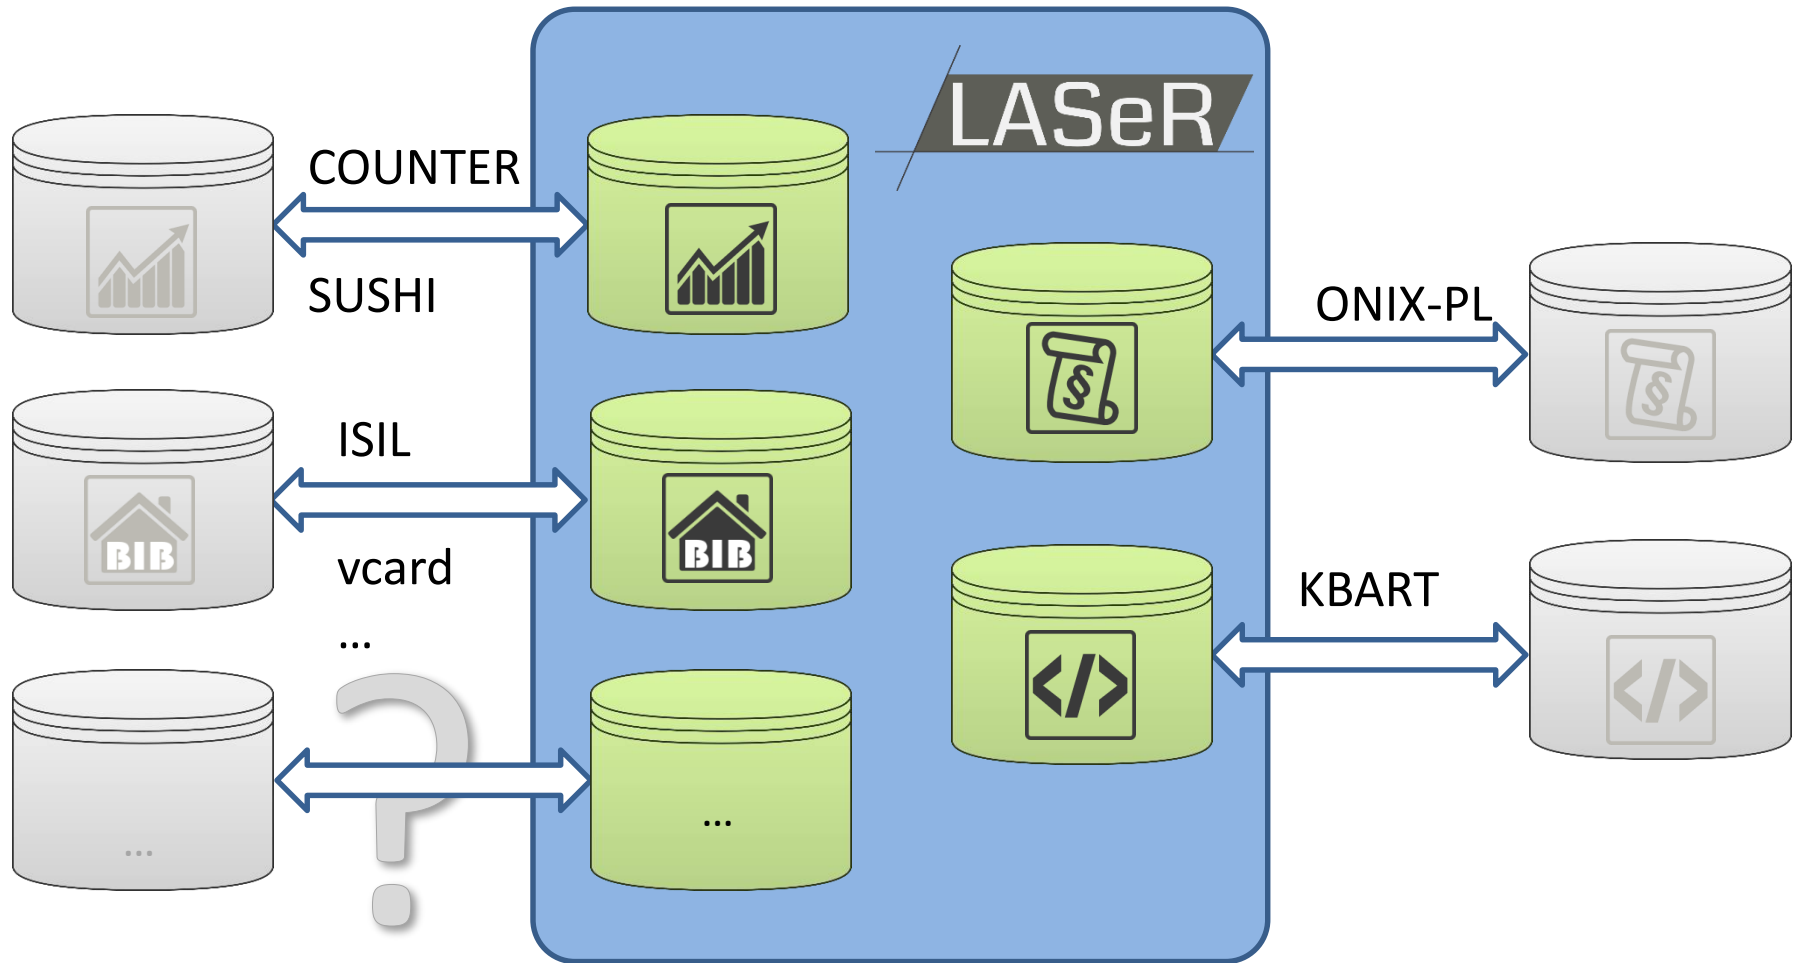 LASeR
COUNTER
SUSHI
ONIX-PL
§
§
ISIL
BIB
BIB
vcard
...
KBART
</>
</>
?
...
...